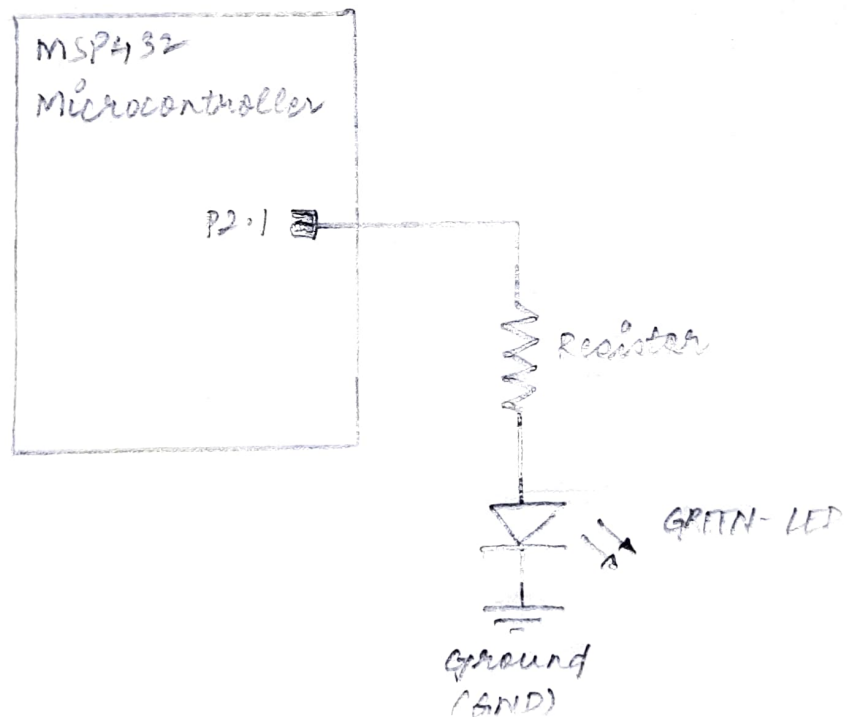 MSP432
Microcontroller
P2.1
Resister
GREEN-LED
Ground
(GND)